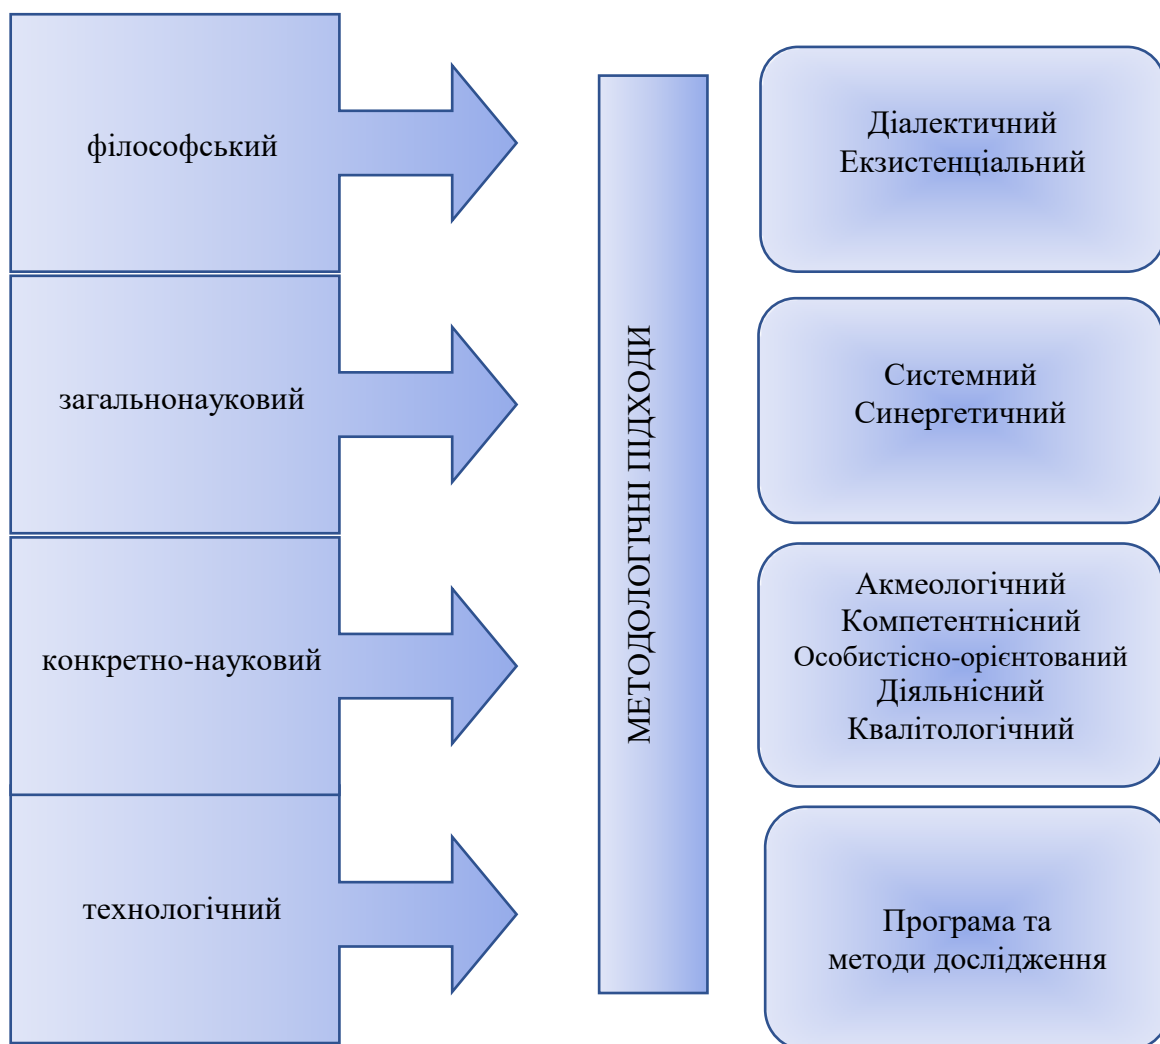 філософський
Діалектичний
Екзистенціальний
загальнонауковий
Системний
Синергетичний
МЕТОДОЛОГІЧНІ ПІДХОДИ
конкретно-науковий
Акмеологічний
Компетентнісний
Особистісно-орієнтований
Діяльнісний
Квалітологічний
технологічний
Програма та
методи дослідження